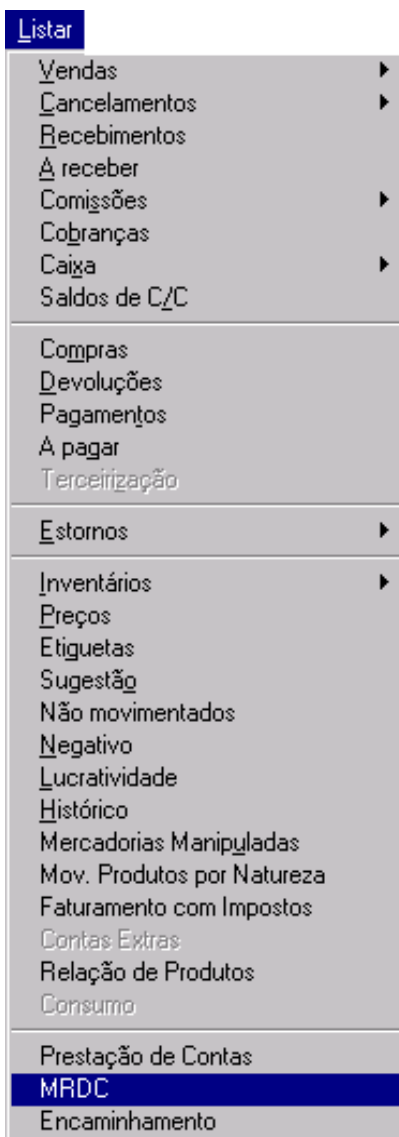 Listar
Vendas
Cancelamentos
Recebimentos
A receber
Comissões
Cobranças
Caixa
Saldos de C/C
Compras
Devoluções
Pagamentos
A pagar
Terceirização
Estornos
Inventários
Preços
Etiguetas
Sugestão
Não movimentados
Negativo
Lucratividade
Histórico
Mercadorias Manipuladas
Mov. Produtos por Natureza
Faturamento com Impostos
Contas Extras
Relação de Produtos
Consumo
Prestação de Contas
MRDC
Encaminhamento